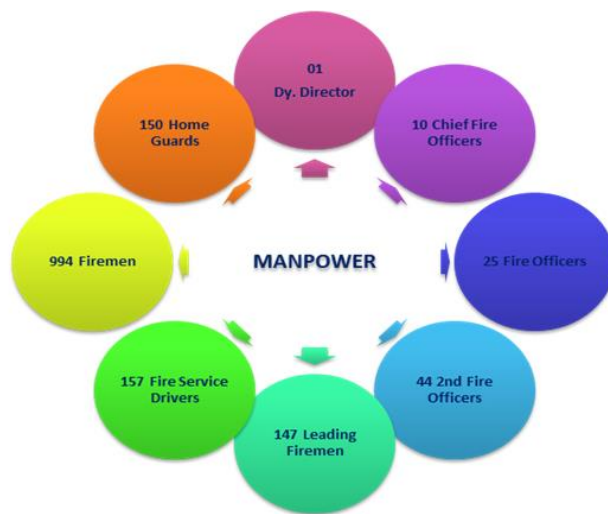 01
Dy. Director
10 Chief Fire
Officers
25 Fire Officers
44 2nd Fire
Officers
147 Leading
Firemen
157 Fire Service
Drivers
994 Firemen
150 Home
Guards
MANPOWER